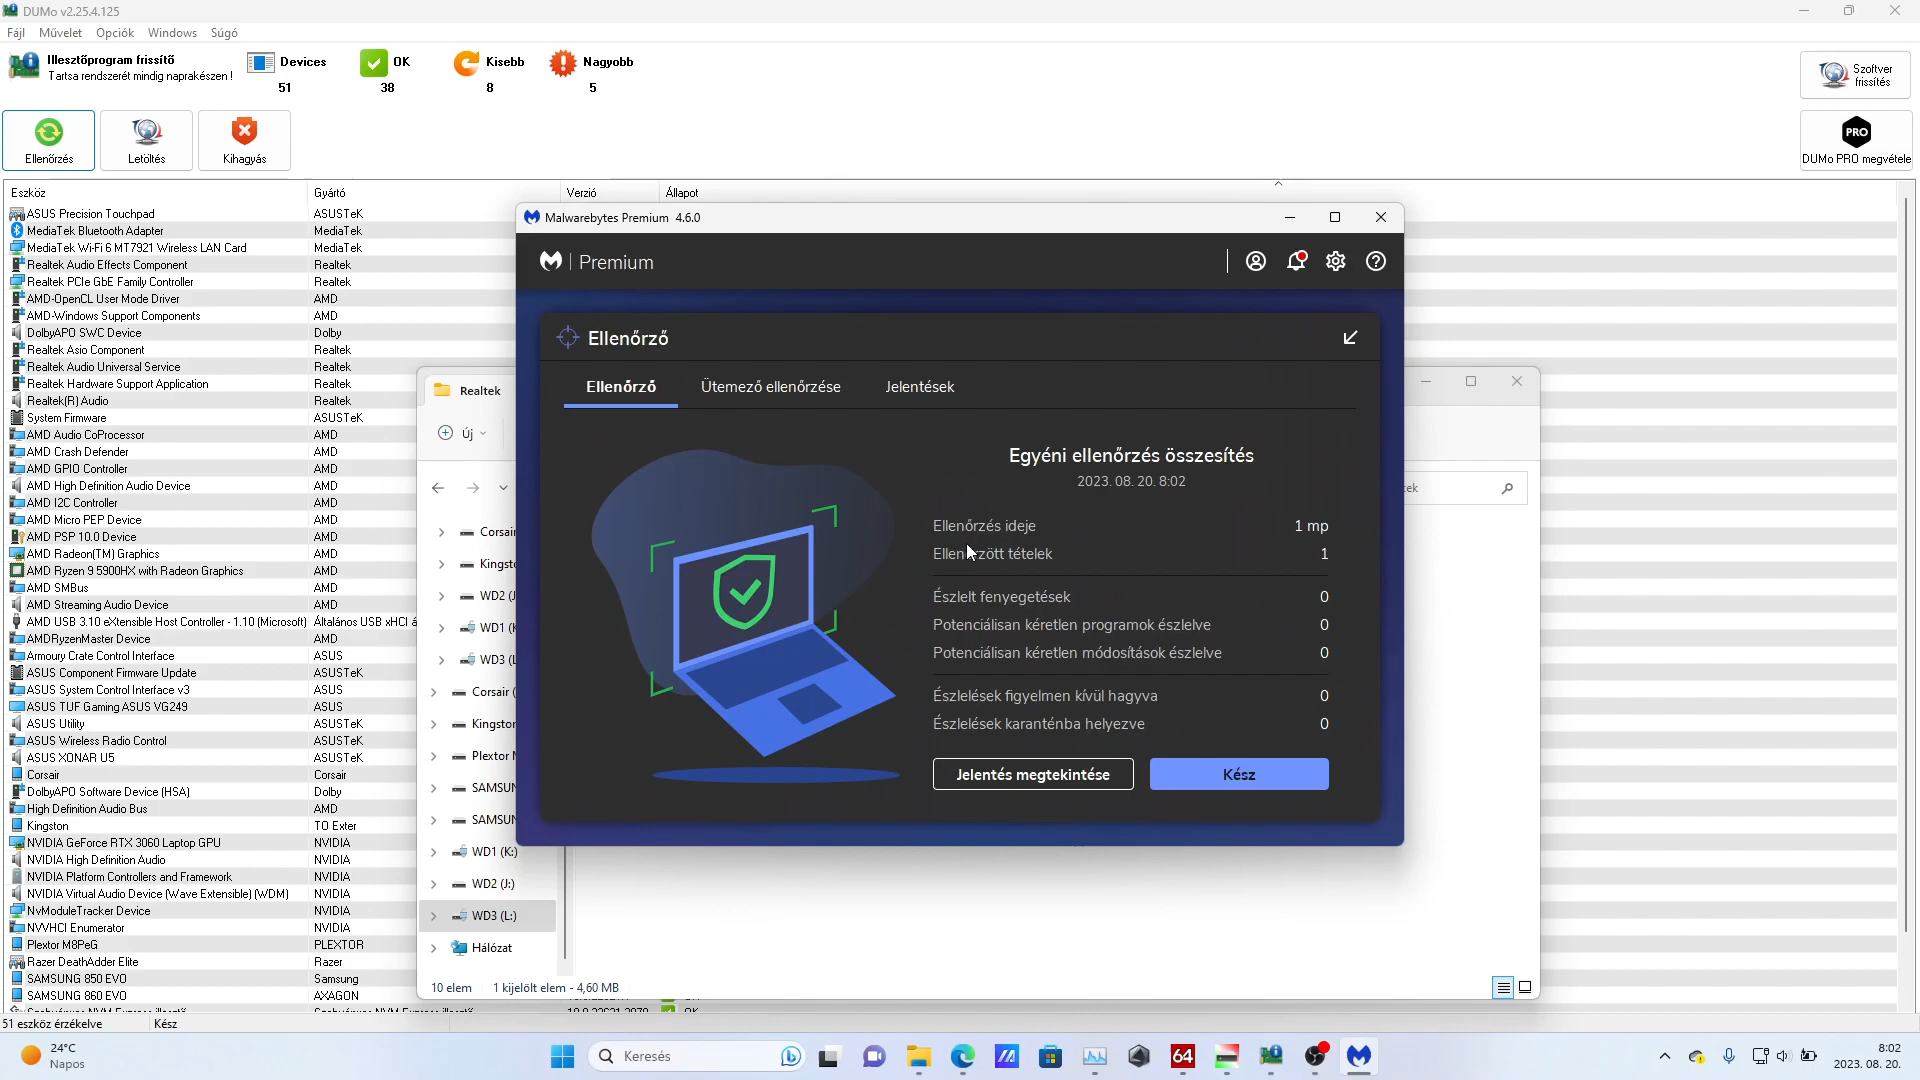 DUMo v2.25.4.125
Fájl Művelet Opciók Windows Súgó
Illesztőprogram frissítő
Tartsa rendszerét mindig naprakészen !
Devices
51
OK
38
Kisebb
8
Nagyobb
5
Szoftver
frissítés
Ellenőrzés
Letöltés
Kihagyás
PRO
DUMo PRO megvétele
Eszköz Gyártó Verzió Állapot
ASUS Precision Touchpad ASUSTeK
MediaTek Bluetooth Adapter MediaTek
MediaTek Wi-Fi 6 MT7921 Wireless LAN Card MediaTek
Realtek Audio Effects Component Realtek
Realtek PCIe GbE Family Controller Realtek
AMD-OpenCL User Mode Driver AMD
AMD-Windows Support Components AMD
DolbyAPO SWC Device Dolby
Realtek Asio Component Realtek
Realtek Audio Universal Service Realtek
Realtek Hardware Support Application Realtek
Realtek(R) Audio Realtek
System Firmware ASUSTeK
AMD Audio CoProcessor AMD
AMD Crash Defender AMD
AMD GPIO Controller AMD
AMD High Definition Audio Device AMD
AMD I2C Controller AMD
AMD Micro PEP Device AMD
AMD PSP 10.0 Device AMD
AMD Radeon(TM) Graphics AMD
AMD Ryzen 9 5900HX with Radeon Graphics AMD
AMD SMBus AMD
AMD Streaming Audio Device AMD
AMD USB 3.10 eXtensible Host Controller - 1.10 (Microsoft) Általános USB xHCI á
AMDRyzenMaster Device AMD
Armoury Crate Control Interface ASUS
ASUS Component Firmware Update ASUSTeK
ASUS System Control Interface v3 ASUS
ASUS TUF Gaming ASUS VG249 ASUS
ASUS Utility ASUSTeK
ASUS Wireless Radio Control ASUSTeK
ASUS XONAR U5 ASUSTeK
Corsair Corsair
DolbyAPO Software Device (HSA) Dolby
High Definition Audio Bus AMD
Kingston TO Exter
NVIDIA GeForce RTX 3060 Laptop GPU NVIDIA
NVIDIA High Definition Audio NVIDIA
NVIDIA Platform Controllers and Framework NVIDIA
NVIDIA Virtual Audio Device (Wave Extensible) (WDM) NVIDIA
NvModuleTracker Device NVIDIA
NVVHCI Enumerator NVIDIA
Plextor M8PeG PLEXTOR
Razer DeathAdder Elite Razer
SAMSUNG 850 EVO Samsung
SAMSUNG 860 EVO AXAGON
51 eszköz érzékelve Kész
Realtek
Új
tek
Corsair
Kingsto
WD2 (J
WD1 (K
WD3 (L
Corsair (
Kingston
Plextor M
SAMSUN
SAMSUN
WD1 (K:)
WD2 (J:)
WD3 (L:)
Hálózat
10 elem 1 kijelölt elem - 4,60 MB
Malwarebytes Premium 4.6.0
Premium
Ellenőrző
Ellenőrző Ütemező ellenőrzése Jelentések
Egyéni ellenőrzés összesítés
2023. 08. 20. 8:02
Ellenőrzés ideje 1 mp
Ellenőrzött tételek 1
Észlelt fenyegetések 0
Potenciálisan kéretlen programok észlelve 0
Potenciálisan kéretlen módosítások észlelve 0
Észlelések figyelmen kívül hagyva 0
Észlelések karanténba helyezve 0
Jelentés megtekintése Kész
24°C
Napos
Keresés
64
8:02
2023. 08. 20.